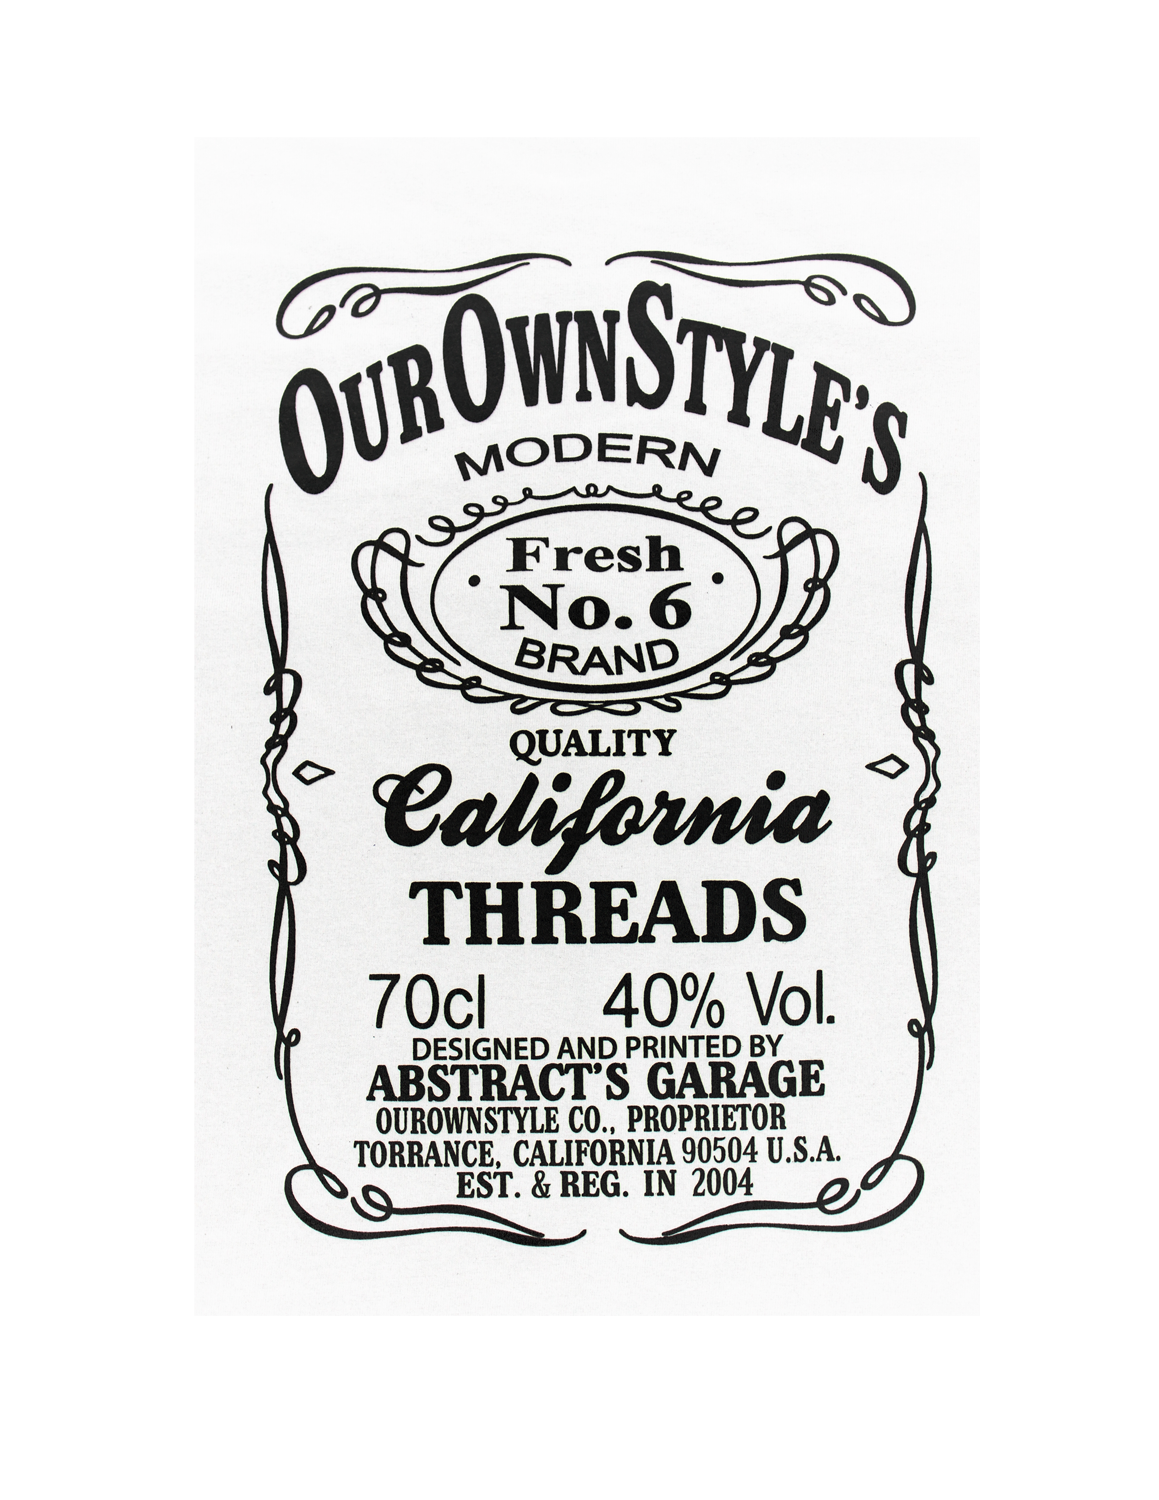 OUROWNSTYLE'S
MODERN
Fresh
No. 6
BRAND
QUALITY
California
THREADS
70cl 40% Vol.
DESIGNED AND PRINTED BY
ABSTRACT'S GARAGE
OUROWNSTYLE CO., PROPRIETOR
TORRANCE, CALIFORNIA 90504 U.S.A.
EST. & REG. IN 2004